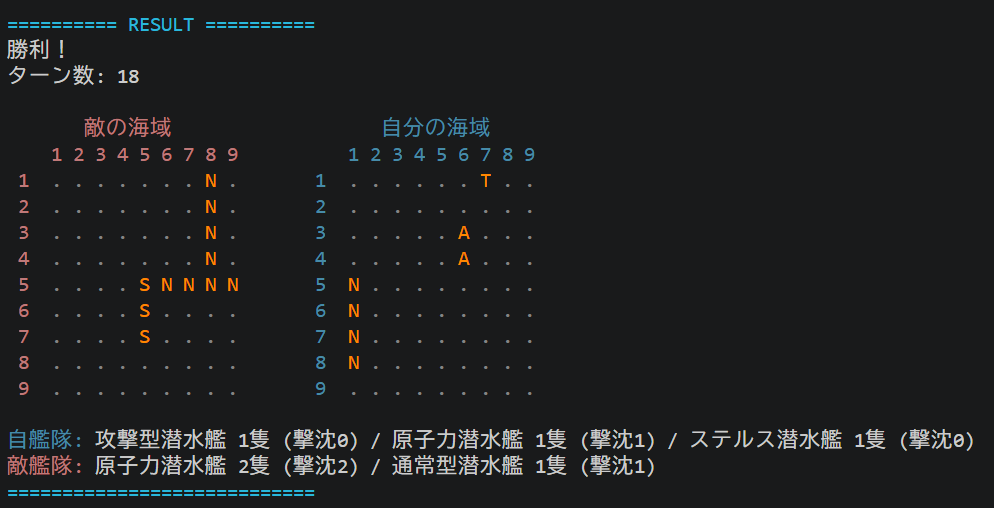 ========== RESULT ==========
勝利！
ターン数: 18
敵の海域 自分の海域
1 2 3 4 5 6 7 8 9 1 2 3 4 5 6 7 8 9
1 . . . . . . . N . 1 . . . . . . T . .
2 . . . . . . . N . 2 . . . . . . . . .
3 . . . . . . . N . 3 . . . . . A . . .
4 . . . . . . . N . 4 . . . . . A . . .
5 . . . . S N N N N 5 N . . . . . . . .
6 . . . . S . . . . 6 N . . . . . . . .
7 . . . . S . . . . 7 N . . . . . . . .
8 . . . . . . . . . 8 N . . . . . . . .
9 . . . . . . . . . 9 . . . . . . . . .
自艦隊: 攻撃型潜水艦 1隻 (撃沈0) / 原子力潜水艦 1隻 (撃沈1) / ステルス潜水艦 1隻 (撃沈0)
敵艦隊: 原子力潜水艦 2隻 (撃沈2) / 通常型潜水艦 1隻 (撃沈1)
============================